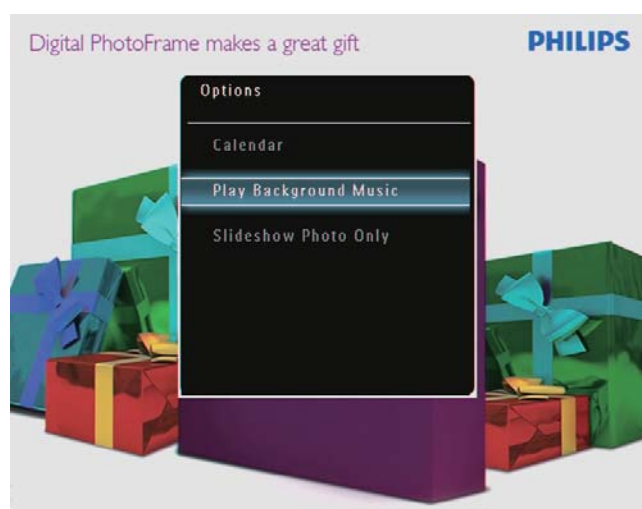 Digital PhotoFrame makes a great gift
PHILIPS
Options
Calendar
Play Background Music
Slideshow Photo Only